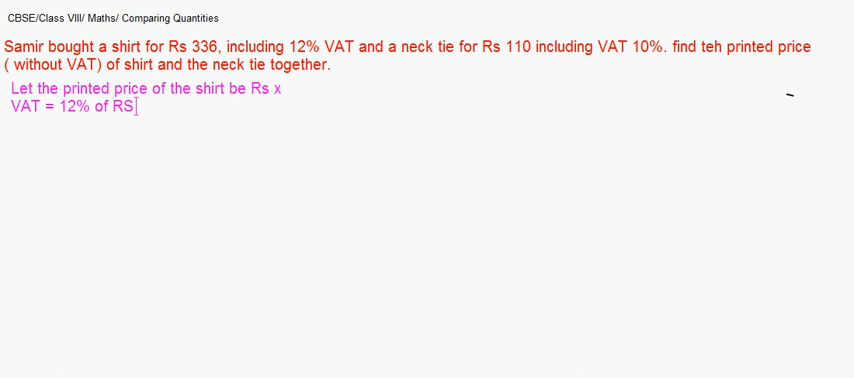 CBSE/Class VIII/ Maths/ Comparing Quantities
Samir bought a shirt for Rs 336, including 12% VAT and a neck tie for Rs 110 including VAT 10%. find teh printed price
( without VAT) of shirt and the neck tie together.
Let the printed price of the shirt be Rs x
VAT = 12% of RS